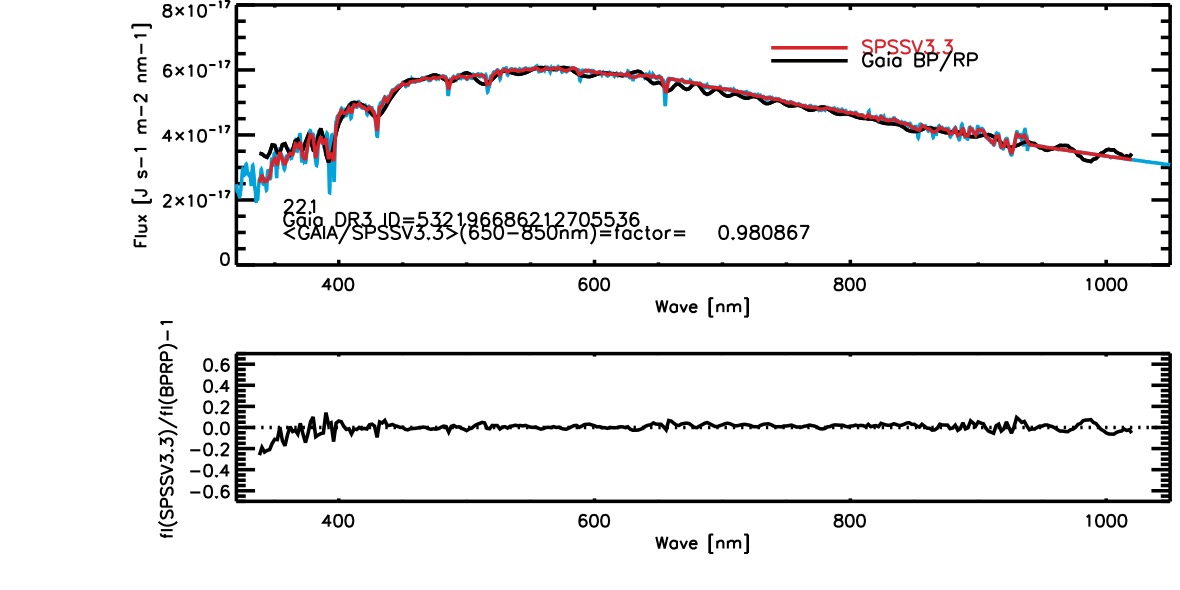 8×10⁻¹⁷
6×10⁻¹⁷
4×10⁻¹⁷
2×10⁻¹⁷
0
Flux [J s-1 m-2 nm-1]
SPSSV3.3
Gaia BP/RP
221
Gaia DR3 ID=532196686212705536
<GAIA/SPSSV3.3>(650-850nm)=factor= 0.980867
400 600 800 1000
Wave [nm]
fl(SPSSV3.3)/fl(BPRP)-1
0.6
0.4
0.2
0.0
-0.2
-0.4
-0.6
400 600 800 1000
Wave [nm]